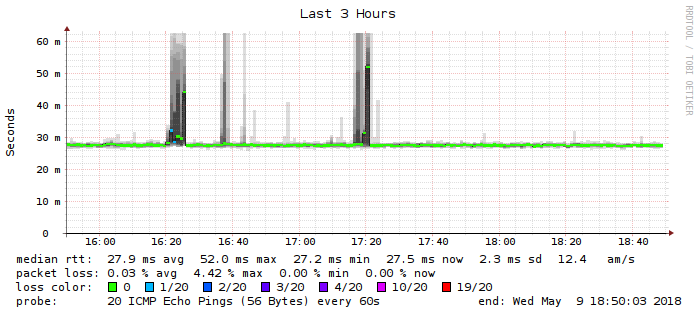 Last 3 Hours
RRDTOOL / TOBI OETIKER
Seconds
60 m
50 m
40 m
30 m
20 m
10 m
0
16:00 16:20 16:40 17:00 17:20 17:40 18:00 18:20 18:40
median rtt: 27.9 ms avg 52.0 ms max 27.2 ms min 27.5 ms now 2.3 ms sd 12.4 am/s
packet loss: 0.03 % avg 4.42 % max 0.00 % min 0.00 % now
loss color: 0 1/20 2/20 3/20 4/20 10/20 19/20
probe: 20 ICMP Echo Pings (56 Bytes) every 60s end: Wed May 9 18:50:03 2018